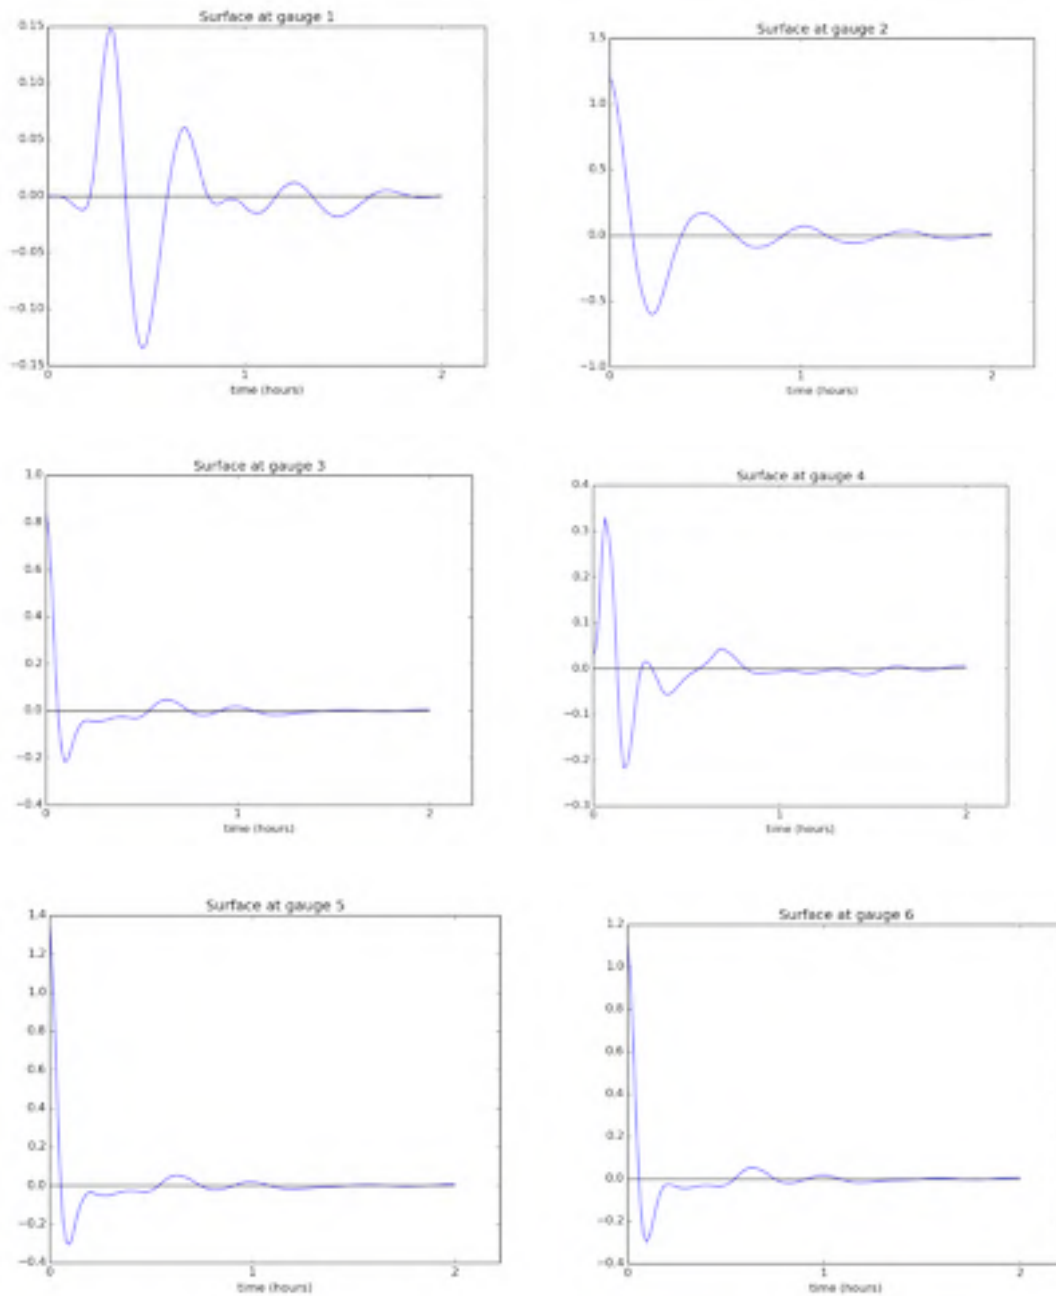 Surface at gauge 1
0.15
0.10
0.05
0.00
−0.05
−0.10
−0.15
0 1 2
time (hours)
Surface at gauge 2
1.5
1.0
0.5
0.0
−0.5
−1.0
0 1 2
time (hours)
Surface at gauge 3
1.0
0.8
0.6
0.4
0.2
0.0
−0.2
−0.4
0 1 2
time (hours)
Surface at gauge 4
0.4
0.3
0.2
0.1
0.0
−0.1
−0.2
−0.3
0 1 2
time (hours)
Surface at gauge 5
1.4
1.2
1.0
0.8
0.6
0.4
0.2
0.0
−0.2
−0.4
0 1 2
time (hours)
Surface at gauge 6
1.2
1.0
0.8
0.6
0.4
0.2
0.0
−0.2
−0.4
0 1 2
time (hours)